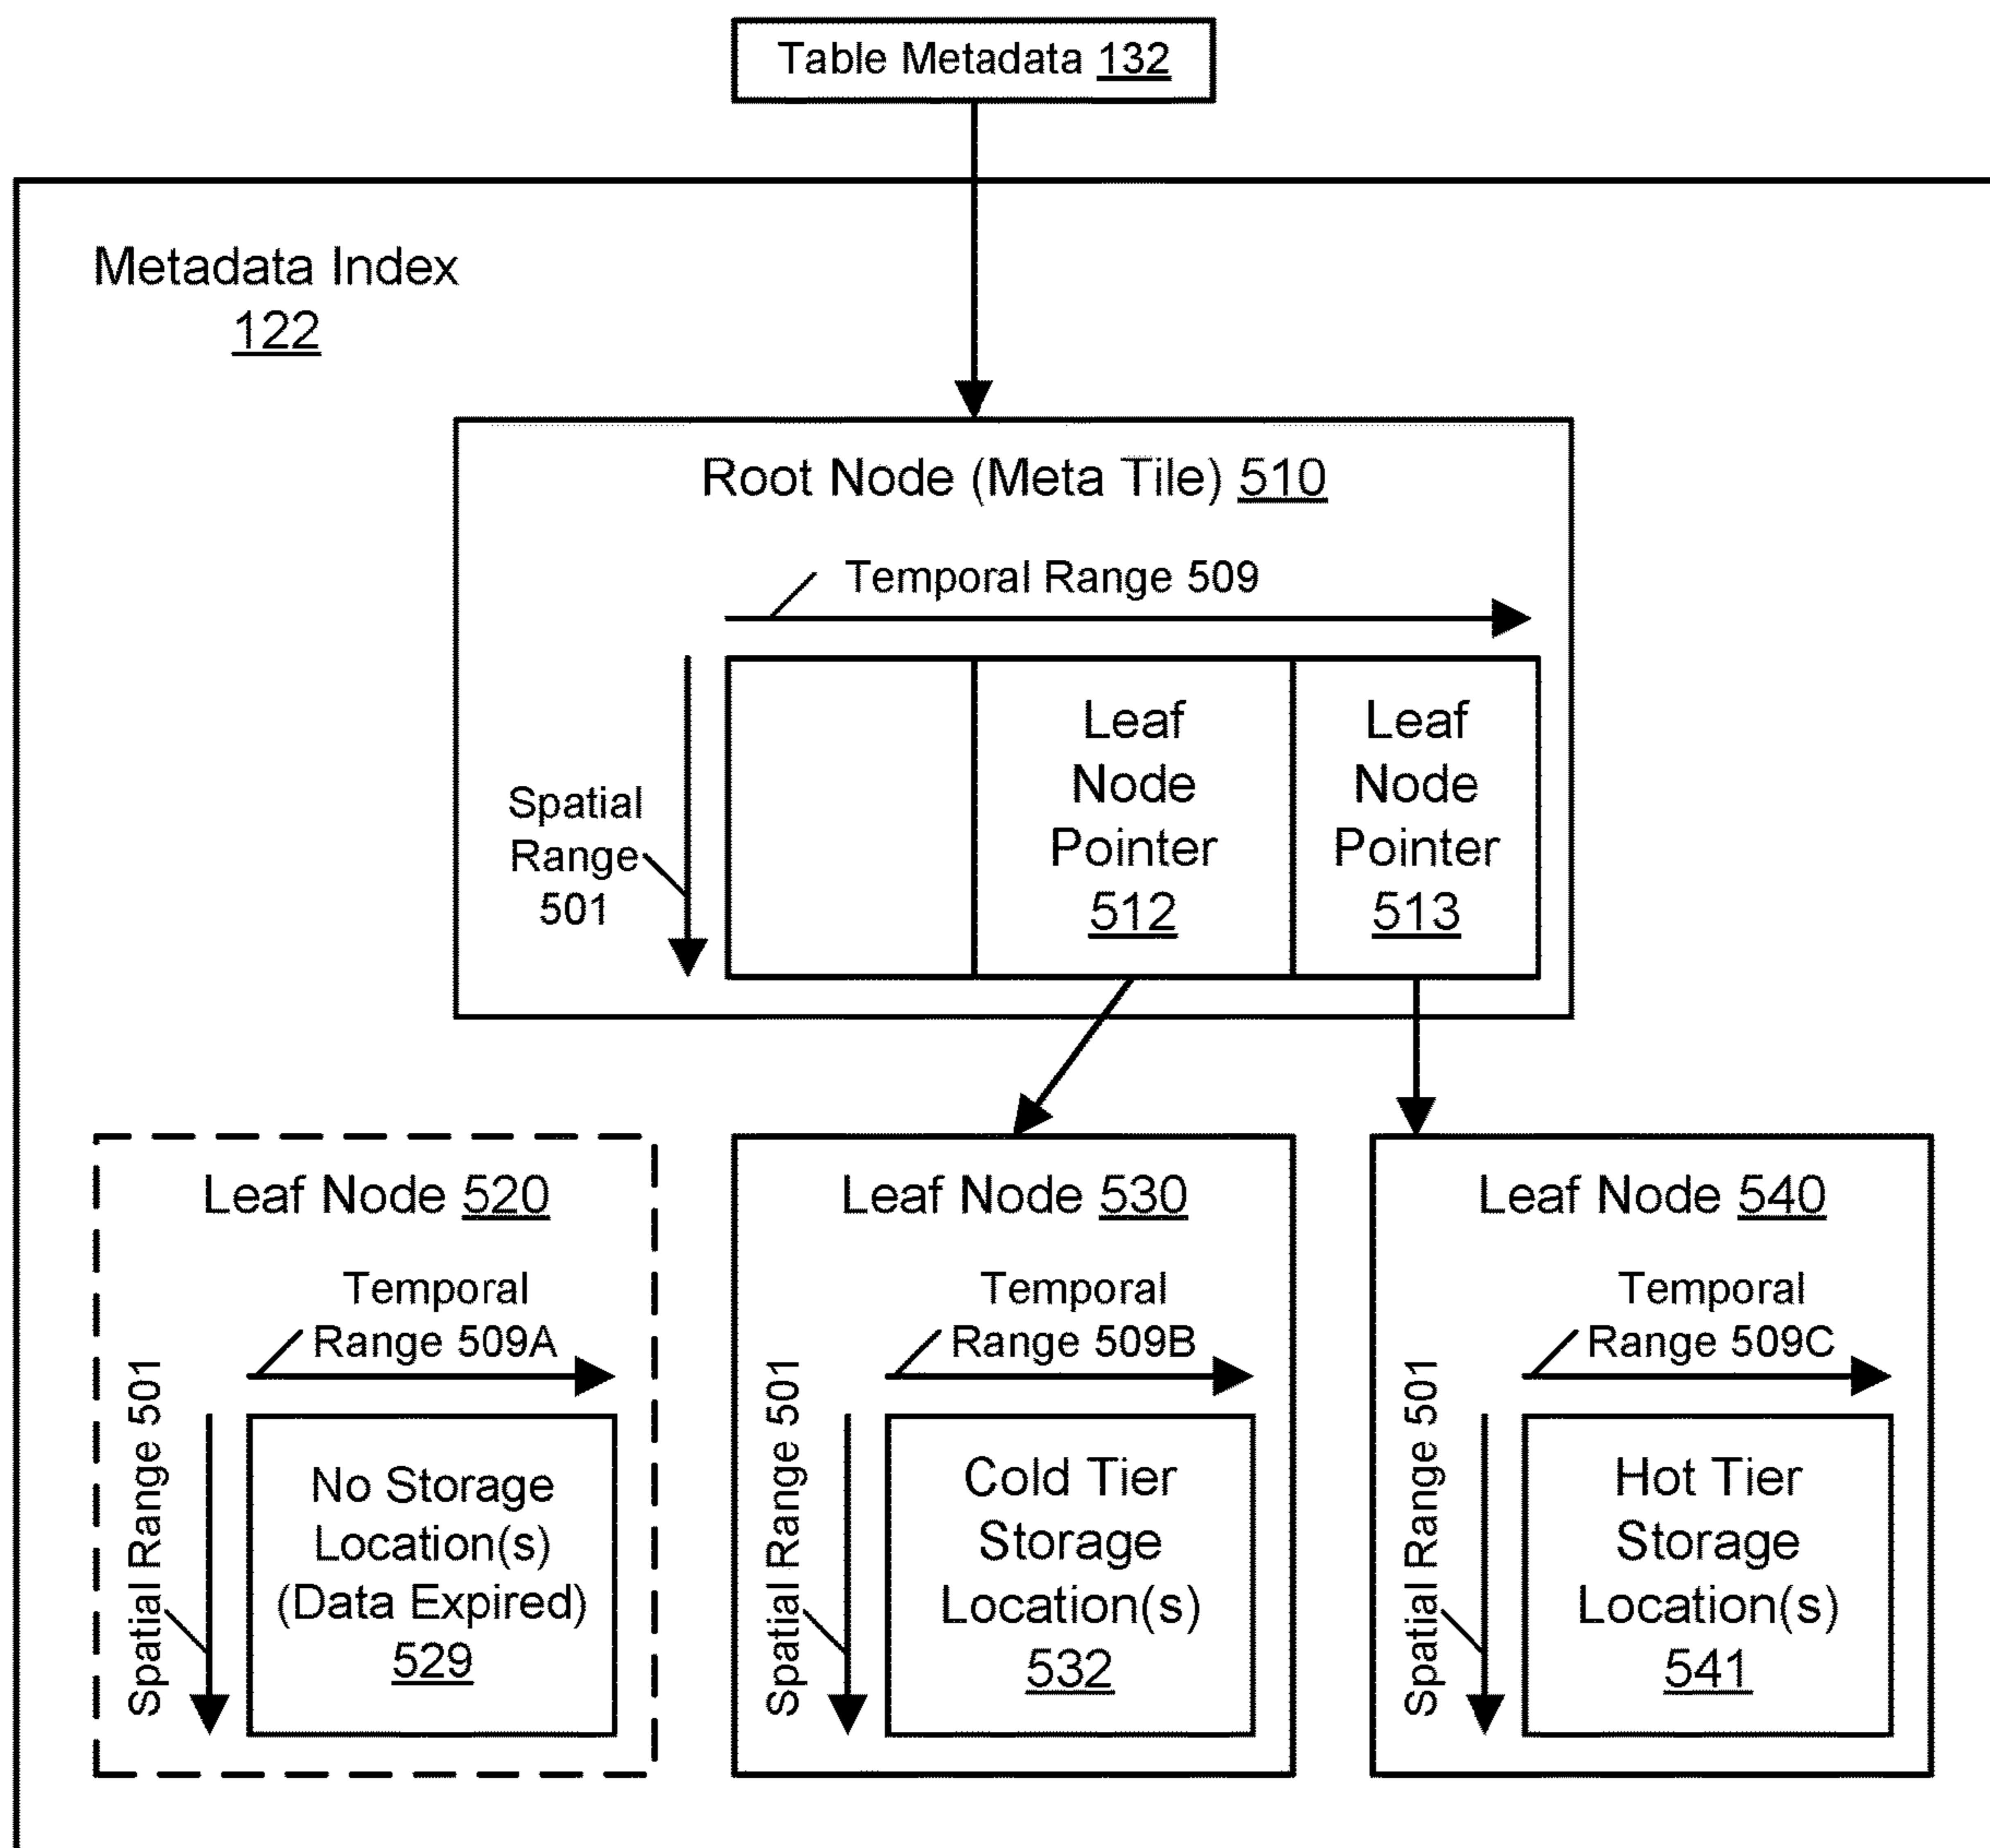 Table Metadata 132
Metadata Index
122
Root Node (Meta Tile) 510
Temporal Range 509
Spatial
Range
501
Leaf
Node
Pointer
512
Leaf
Node
Pointer
513
Leaf Node 520
Temporal
Range 509A
Spatial Range 501
No Storage
Location(s)
(Data Expired)
529
Leaf Node 530
Temporal
Range 509B
Spatial Range 501
Cold Tier
Storage
Location(s)
532
Leaf Node 540
Temporal
Range 509C
Spatial Range 501
Hot Tier
Storage
Location(s)
541